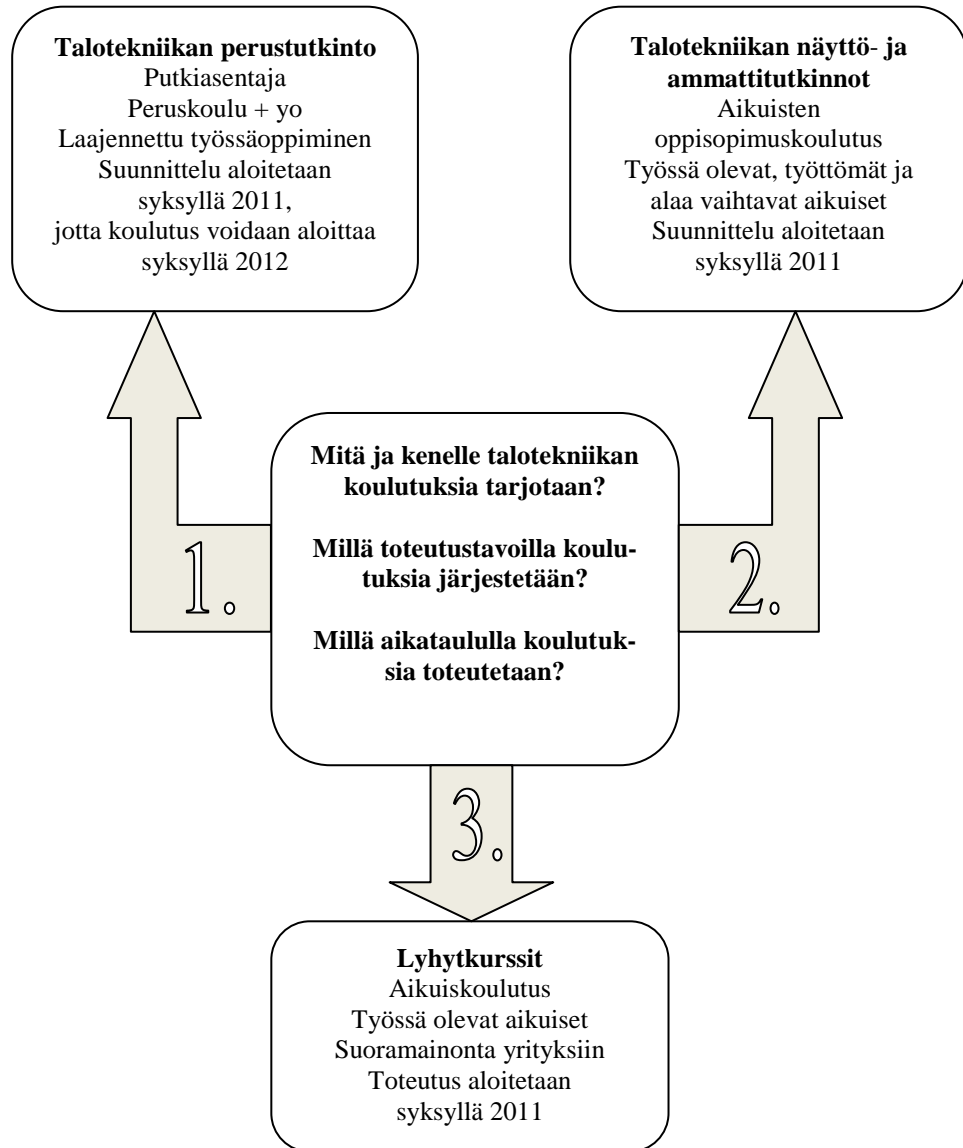 Talotekniikan perustutkinto
Putkiasentaja
Peruskoulu + yo
Laajennettu työssäoppiminen
Suunnittelu aloitetaan
syksyllä 2011,
jotta koulutus voidaan aloittaa
syksyllä 2012
Talotekniikan näyttö- ja
ammattitutkinnot
Aikuisten
oppisopimuskoulutus
Työssä olevat, työttömät ja
alaa vaihtavat aikuiset
Suunnittelu aloitetaan
syksyllä 2011
Mitä ja kenelle talotekniikan
koulutuksia tarjotaan?
Millä toteutustavoilla koulu-
tuksia järjestetään?
Millä aikataululla koulutuk-
sia toteutetaan?
1.
2.
3.
Lyhytkurssit
Aikuiskoulutus
Työssä olevat aikuiset
Suoramainonta yrityksiin
Toteutus aloitetaan
syksyllä 2011